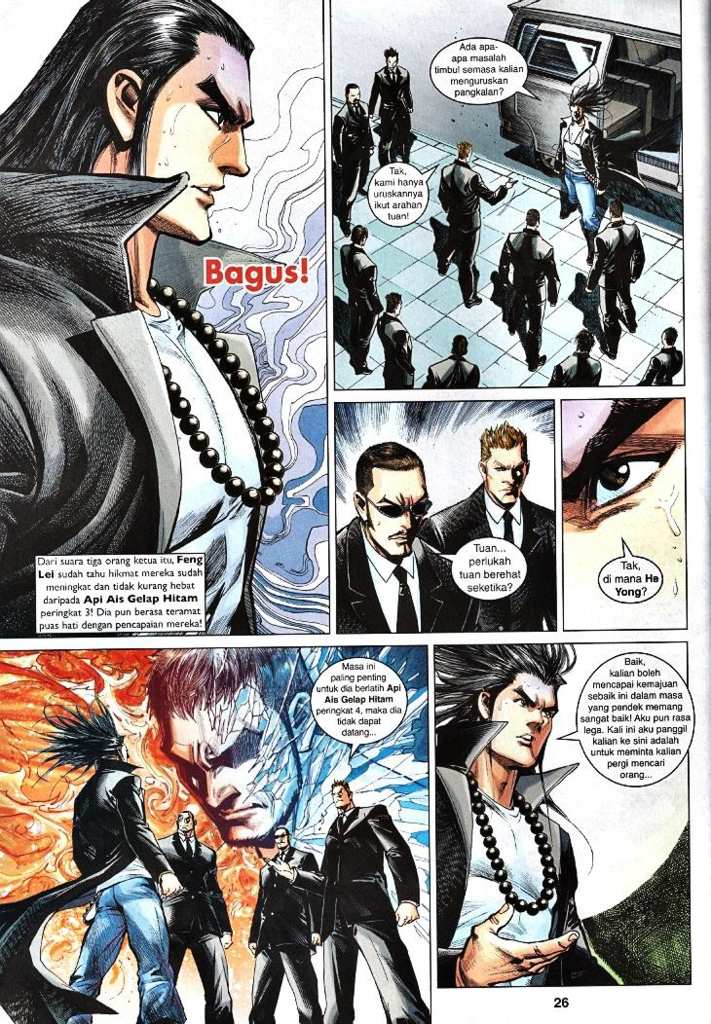 Bagus!
Dari suara tiga orang ketua itu, Feng
Lei sudah tahu hikmat mereka sudah
meningkat dan tidak kurang hebat
daripada Api Ais Gelap Hitam
peringkat 3! Dia pun berasa teramat
puas hati dengan pencapaian mereka!
Ada apa-
apa masalah
timbul semasa kalian
menguruskan
pangkalan?
Tak,
kami hanya
uruskannya
ikut arahan
tuan!
Tuan...
perlukah
tuan berehat
seketika?
Tak,
di mana He
Yong?
Masa ini
paling penting
untuk dia berlatih Api
Ais Gelap Hitam
peringkat 4, maka dia
tidak dapat
datang...
Baik,
kalian boleh
mencapai kemajuan
sebaik ini dalam masa
yang pendek memang
sangat baik! Aku pun rasa
lega. Kali ini aku panggil
kalian ke sini adalah
untuk meminta kalian
pergi mencari
orang...
26